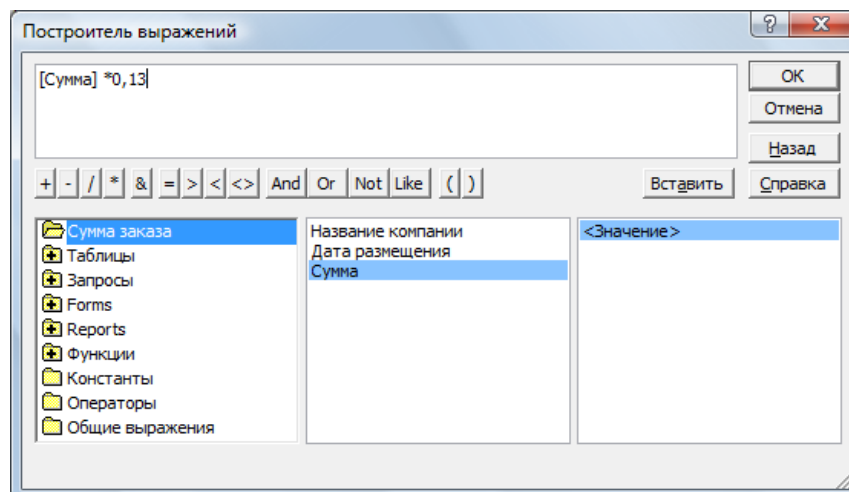 Построитель выражений
?
X
[Сумма] *0,13
ОК
Отмена
Назад
+ - / * & = > < <> And Or Not Like ( ) Вставить Справка
Сумма заказа
Таблицы
Запросы
Forms
Reports
Функции
Константы
Операторы
Общие выражения
Название компании
Дата размещения
Сумма
<Значение>